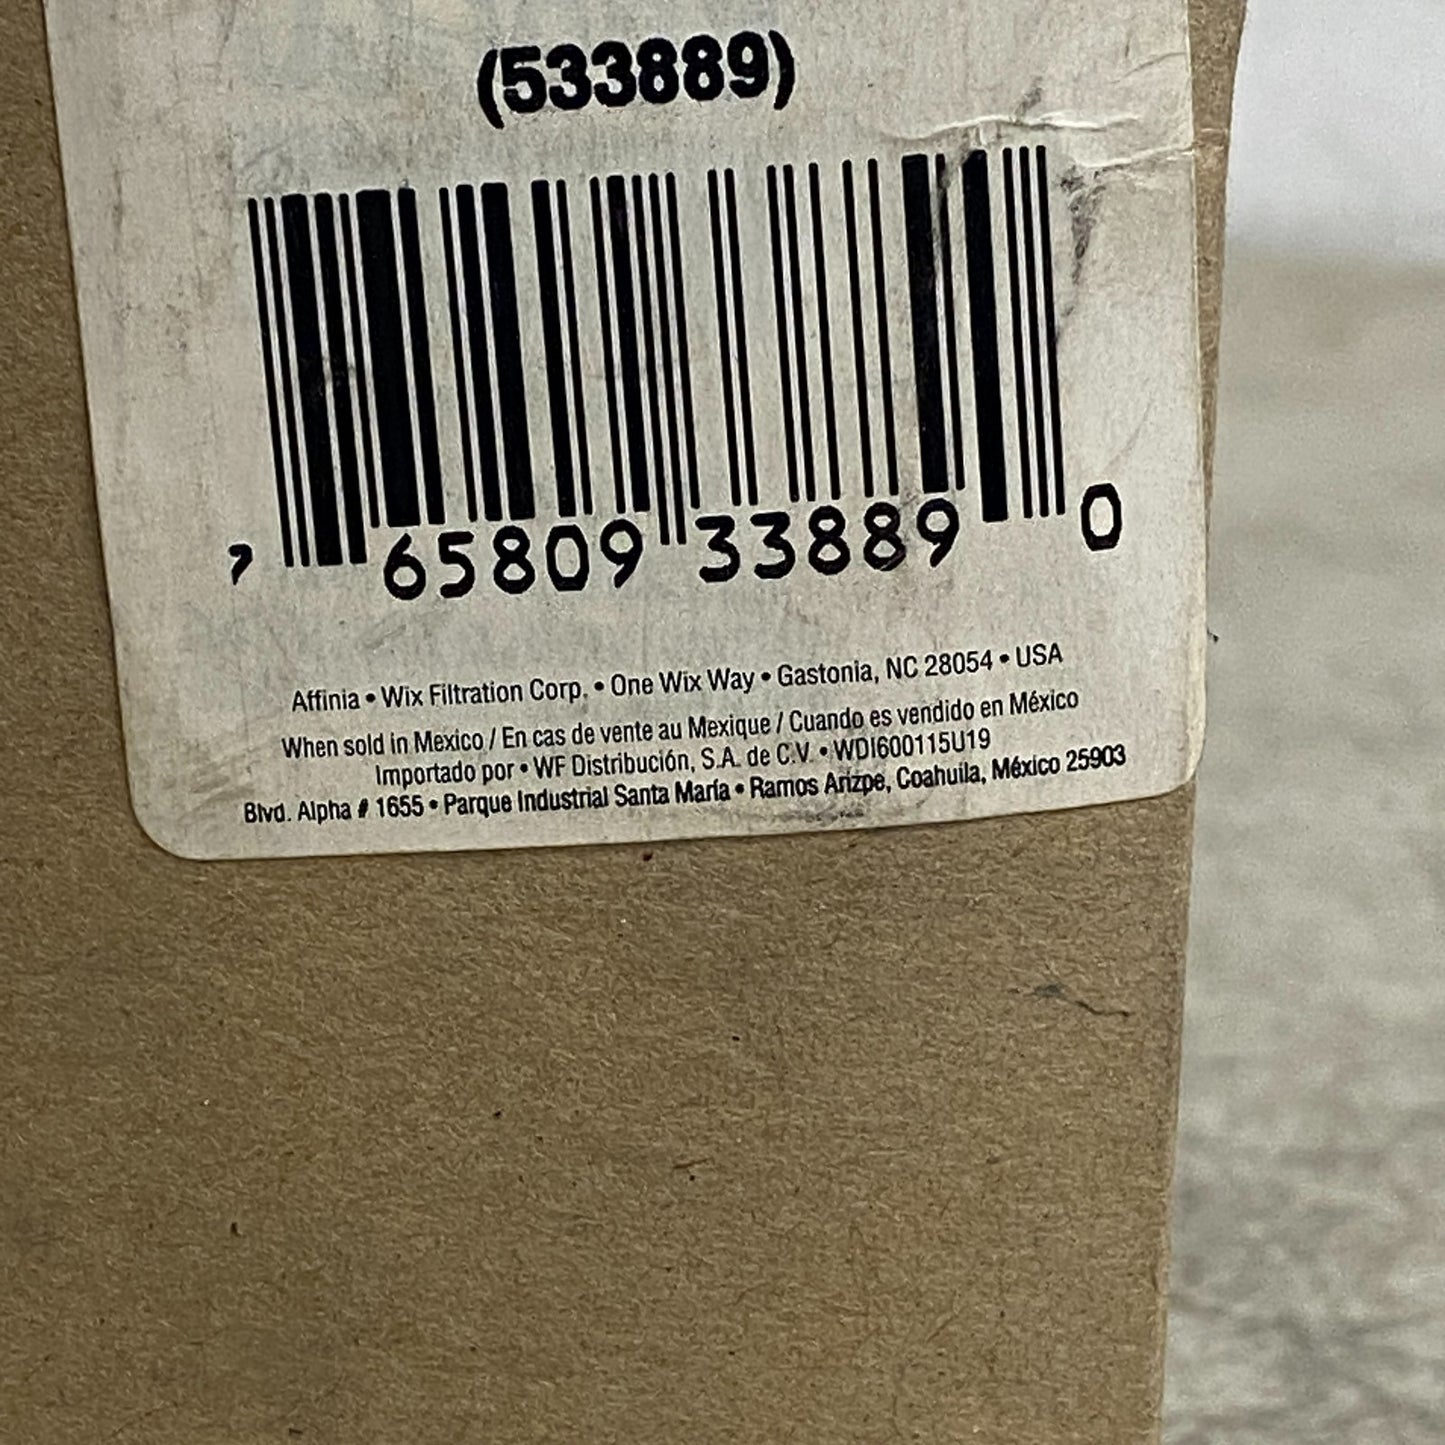 (533889)
7 65809 33889 0
Affinia • Wix Filtration Corp. • One Wix Way • Gastonia, NC 28054 • USA
When sold in Mexico / En cas de vente au Mexique / Cuando es vendido en México
Importado por • WF Distribución, S.A. de C.V. • WDI600115U19
Blvd. Alpha # 1655 • Parque Industrial Santa María • Ramos Arizpe, Coahuila, México 25903